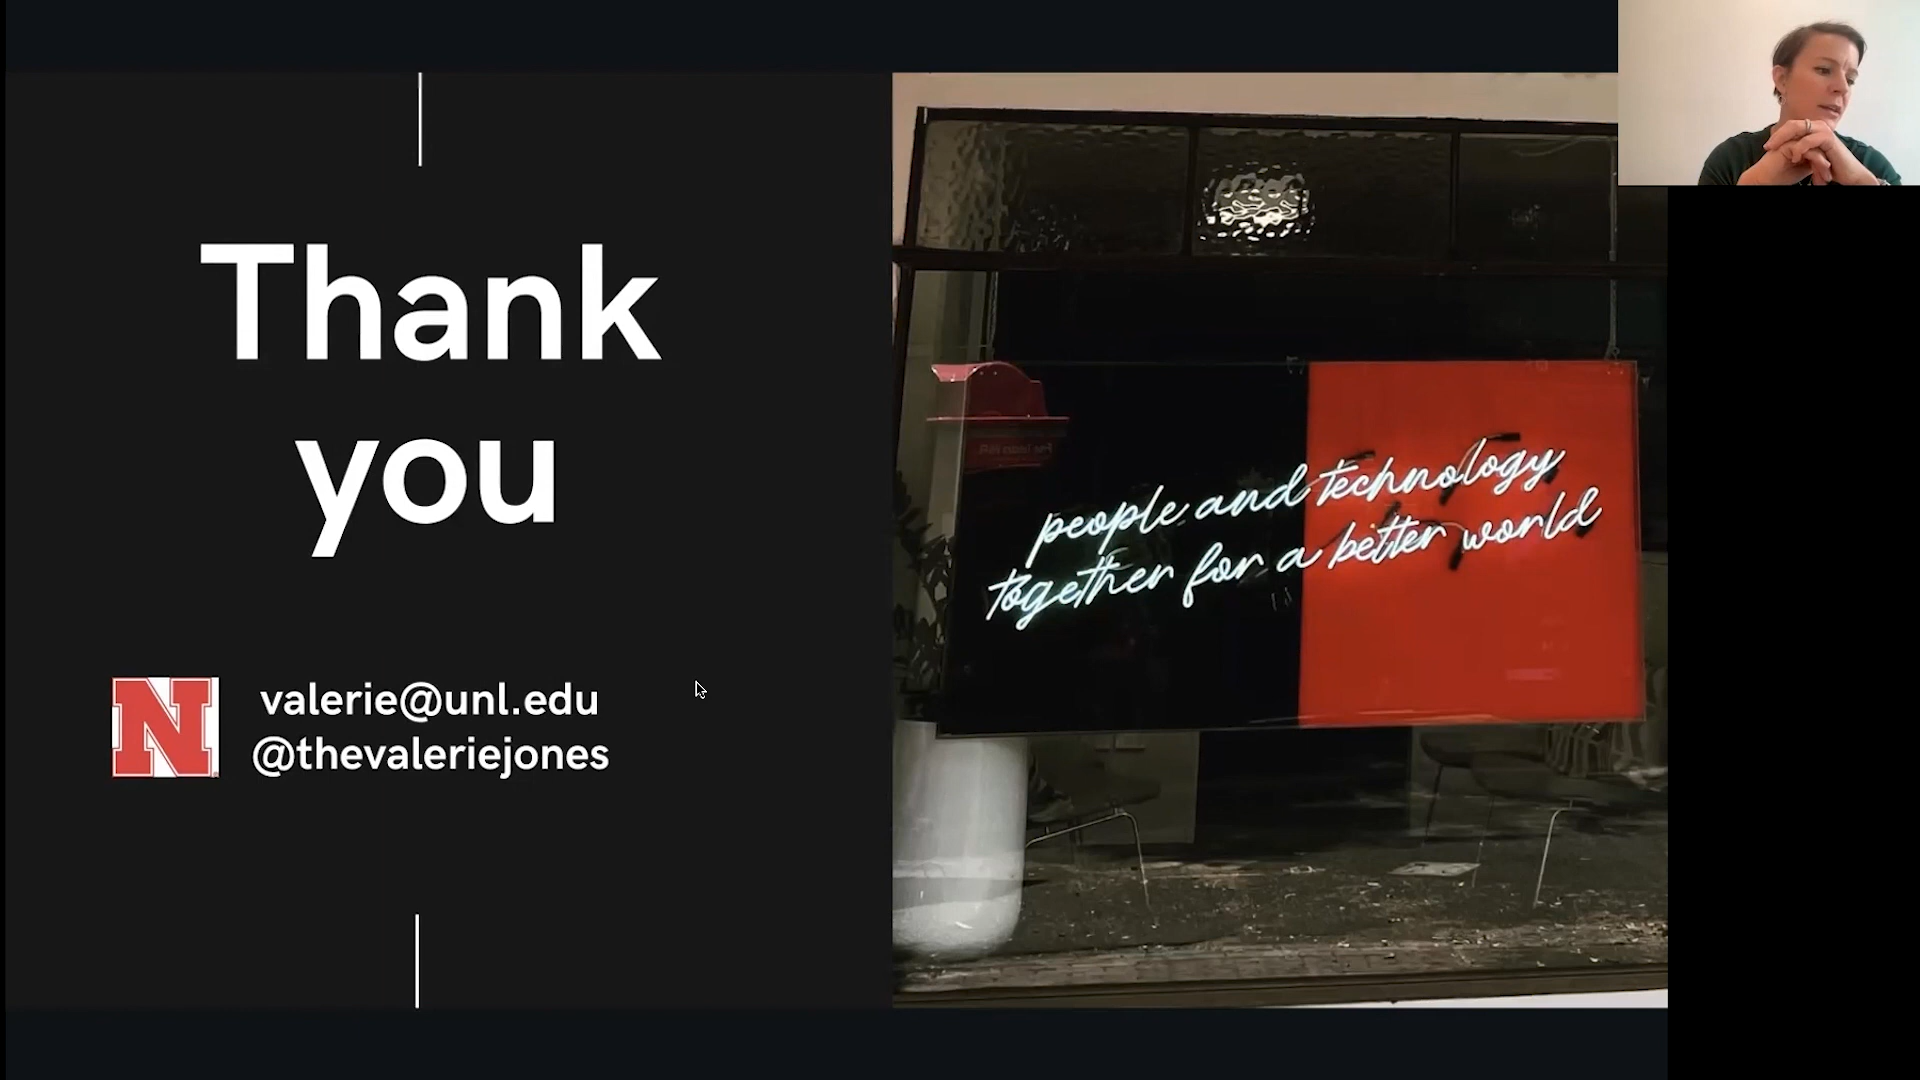 Thank
you
N
valerie@unl.edu
@thevaleriejones
people and technology
together for a better world